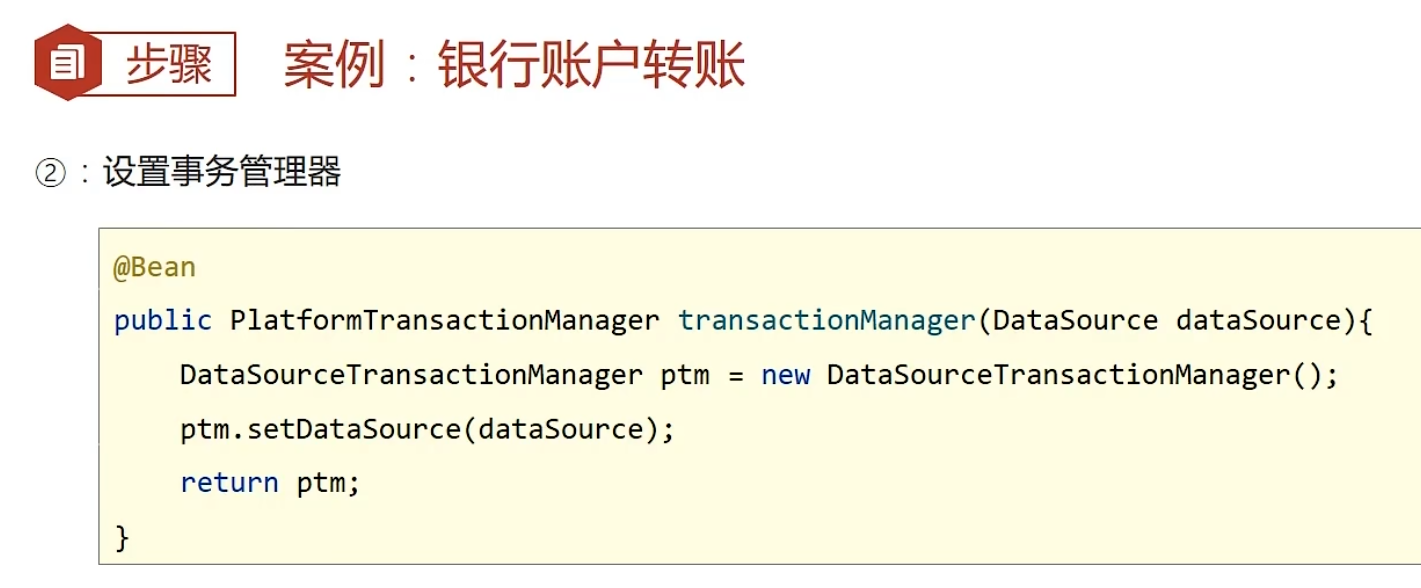 步骤 案例：银行账户转账
②：设置事务管理器
@Bean
public PlatformTransactionManager transactionManager(DataSource dataSource){
    DataSourceTransactionManager ptm = new DataSourceTransactionManager();
    ptm.setDataSource(dataSource);
    return ptm;
}